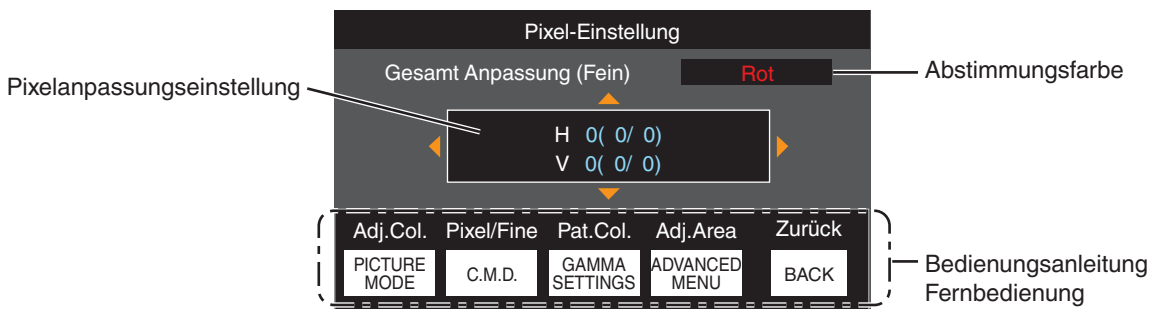 Pixel-Einstellung
Gesamt Anpassung (Fein) Rot
Abstimmungsfarbe
Pixelanpassungseinstellung
H 0( 0/ 0)
V 0( 0/ 0)
Adj.Col. Pixel/Fine Pat.Col. Adj.Area Zurück
PICTURE MODE
C.M.D.
GAMMA SETTINGS
ADVANCED MENU
BACK
Bedienungsanleitung
Fernbedienung